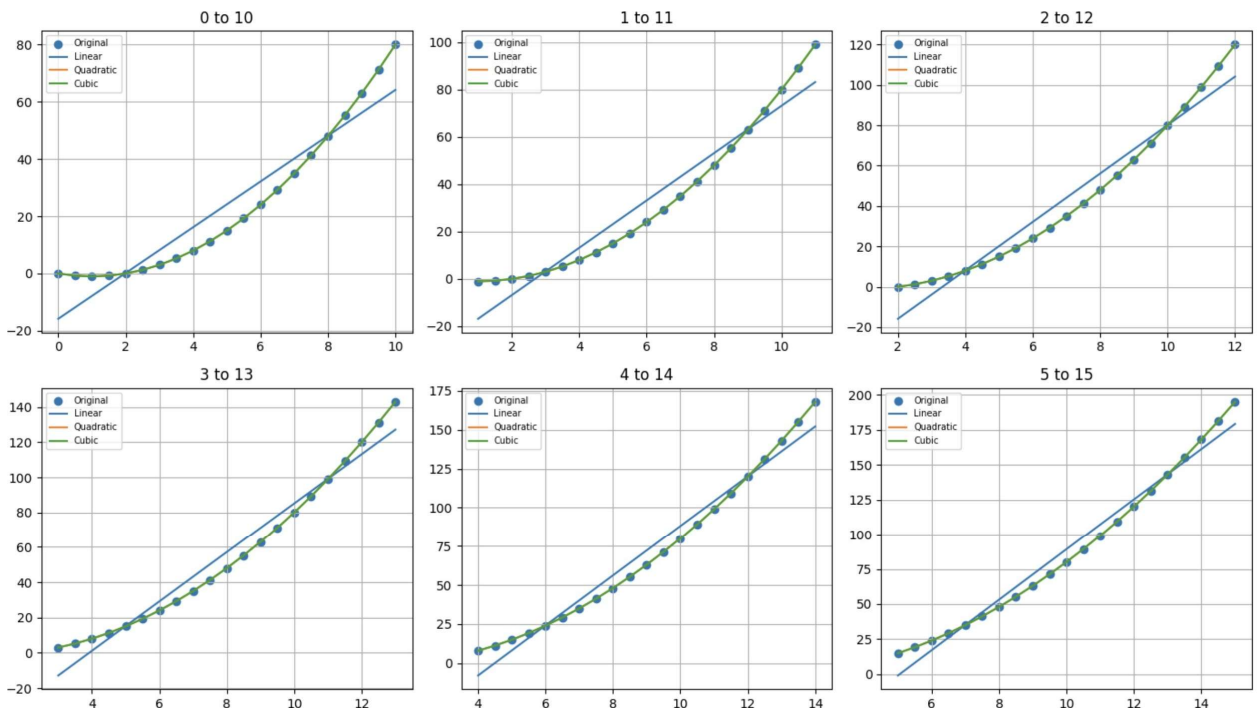 0 to 10
80
60
40
20
0
−20
0 2 4 6 8 10
Original
Linear
Quadratic
Cubic
1 to 11
100
80
60
40
20
0
−20
2 4 6 8 10
Original
Linear
Quadratic
Cubic
2 to 12
120
100
80
60
40
20
0
−20
2 4 6 8 10 12
Original
Linear
Quadratic
Cubic
3 to 13
140
120
100
80
60
40
20
0
−20
4 6 8 10 12
Original
Linear
Quadratic
Cubic
4 to 14
175
150
125
100
75
50
25
0
4 6 8 10 12 14
Original
Linear
Quadratic
Cubic
5 to 15
200
175
150
125
100
75
50
25
0
6 8 10 12 14
Original
Linear
Quadratic
Cubic